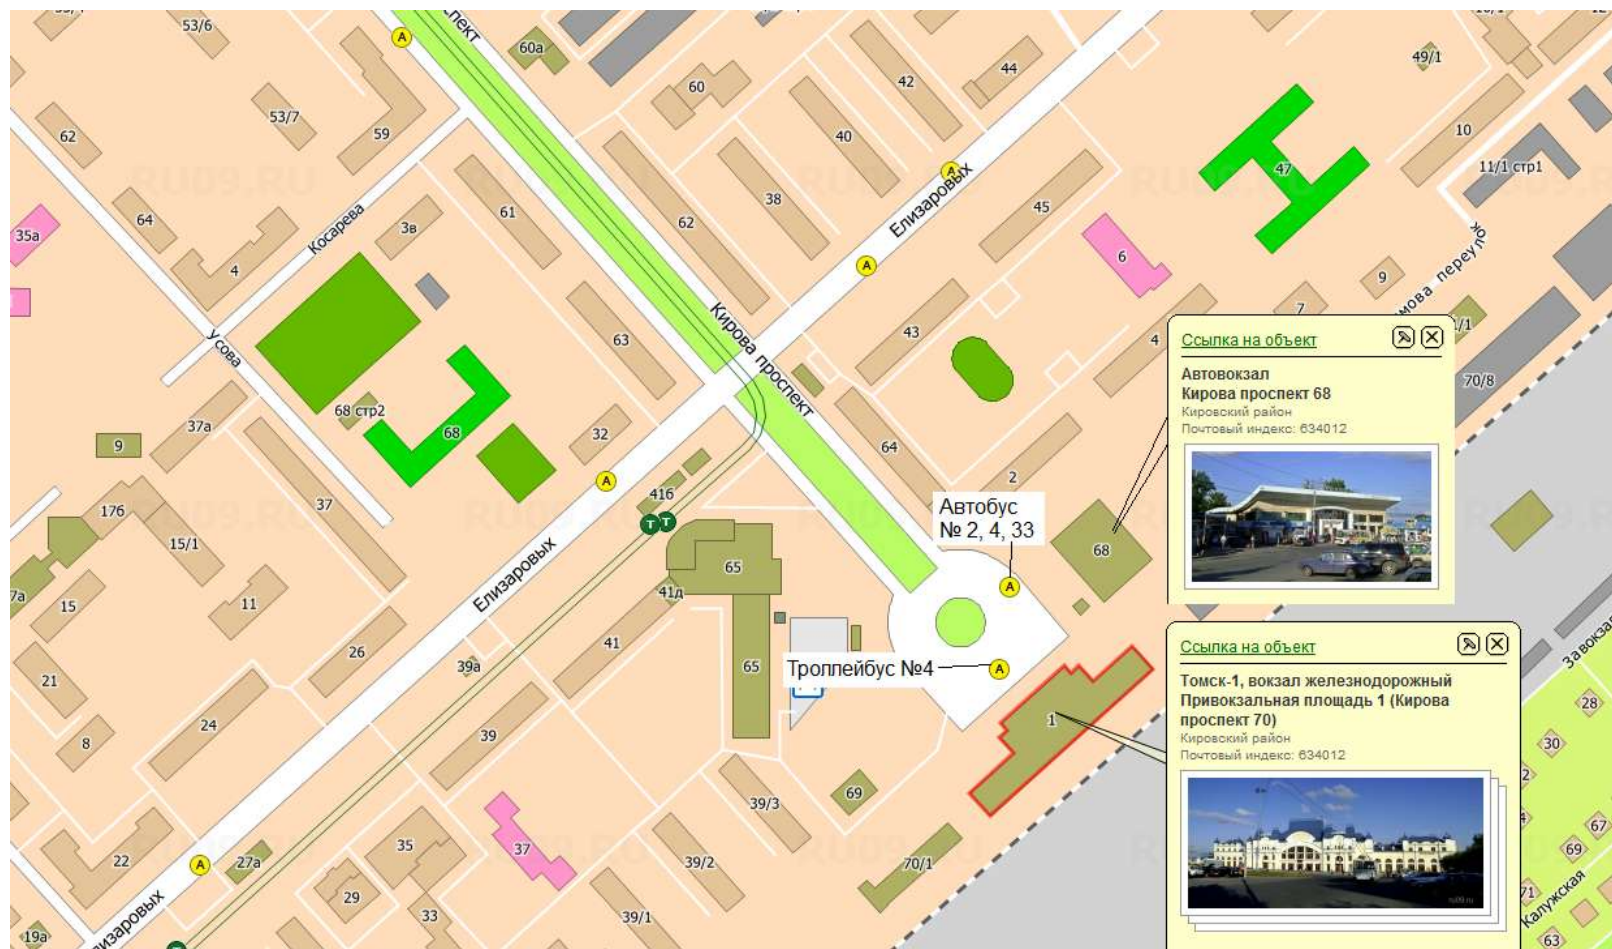 53/6
60а
пект
49/1
42
44
60
53/7
59
62
40
10
11/1 стр1
47
38
62
61
45
Елизаровых
64
Косарева
3в
35а
4
6
9
7
4
43
Кирова проспект
63
Усова
68 стр2
68
32
37а
9
37
64
2
41б
17б
15/1
Автобус
№ 2, 4, 33
68
65
41д
Елизаровых
15
11
7а
41
26
39а
65
Троллейбус №4
21
24
8
39
1
69
39/3
37
35
22
27а
29
33
39/2
39/1
70/1
19а
70/8
Ссылка на объект
Автовокзал
Кирова проспект 68
Кировский район
Почтовый индекс: 634012
Ссылка на объект
Томск-1, вокзал железнодорожный
Привокзальная площадь 1 (Кирова
проспект 70)
Кировский район
Почтовый индекс: 634012
28
30
67
69
71
63
Калужская